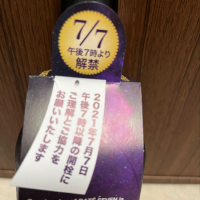 7/7
午後7時より
解禁
2021年7月7日
午後7時以降の開栓に
ご理解とご協力を
お願いいたします